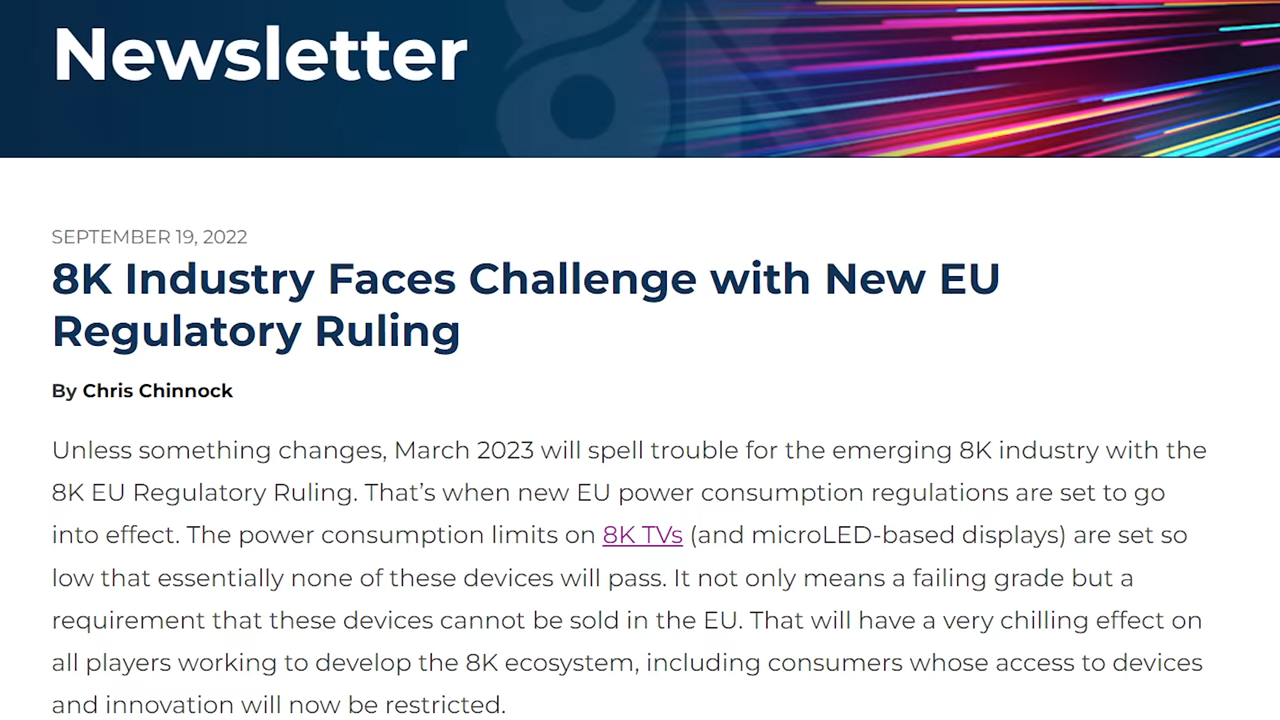 Newsletter
SEPTEMBER 19, 2022
8K Industry Faces Challenge with New EU
Regulatory Ruling
By Chris Chinnock
Unless something changes, March 2023 will spell trouble for the emerging 8K industry with the
8K EU Regulatory Ruling. That’s when new EU power consumption regulations are set to go
into effect. The power consumption limits on 8K TVs (and microLED-based displays) are set so
low that essentially none of these devices will pass. It not only means a failing grade but a
requirement that these devices cannot be sold in the EU. That will have a very chilling effect on
all players working to develop the 8K ecosystem, including consumers whose access to devices
and innovation will now be restricted.